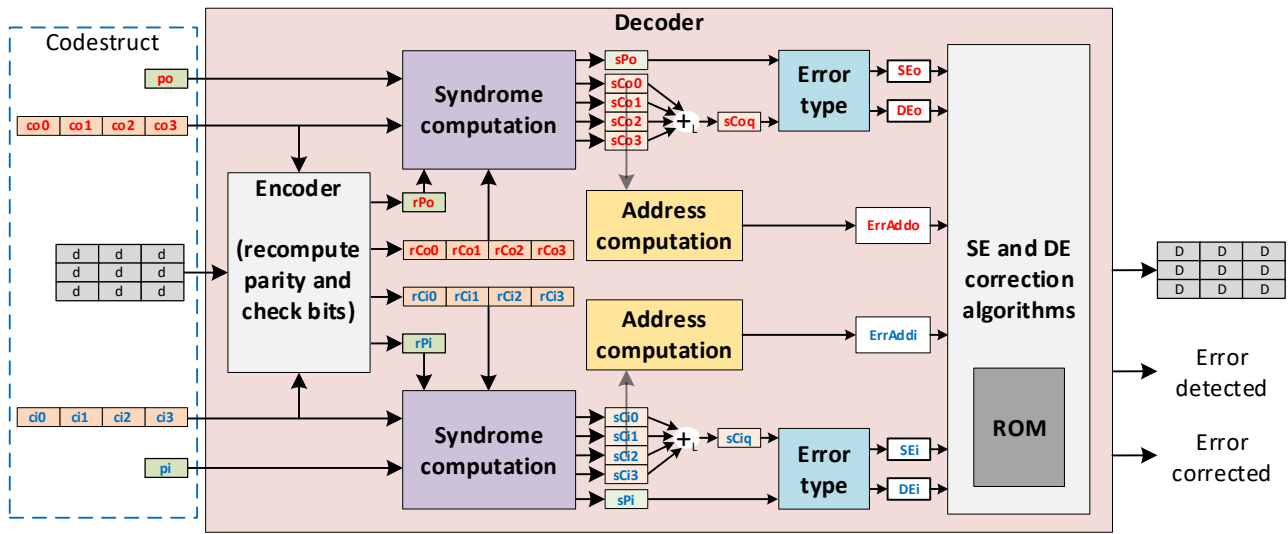 Decoder
Codestruct
po
co0 co1 co2 co3
d d d
d d d
d d d
ci0 ci1 ci2 ci3
pi
Encoder
(recompute
parity and
check bits)
rPo
rCo0 rCo1 rCo2 rCo3
rCi0 rCi1 rCi2 rCi3
rPi
Syndrome
computation
sPo
sCo0
sCo1
sCo2
sCo3
+L
sCoq
Error
type
SEo
DEo
Address
computation
ErrAddo
Address
computation
ErrAddi
Syndrome
computation
sCi0
sCi1
sCi2
sCi3
sPi
+L
sCiq
Error
type
SEi
DEi
SE and DE
correction
algorithms
ROM
D D D
D D D
D D D
Error
detected
Error
corrected